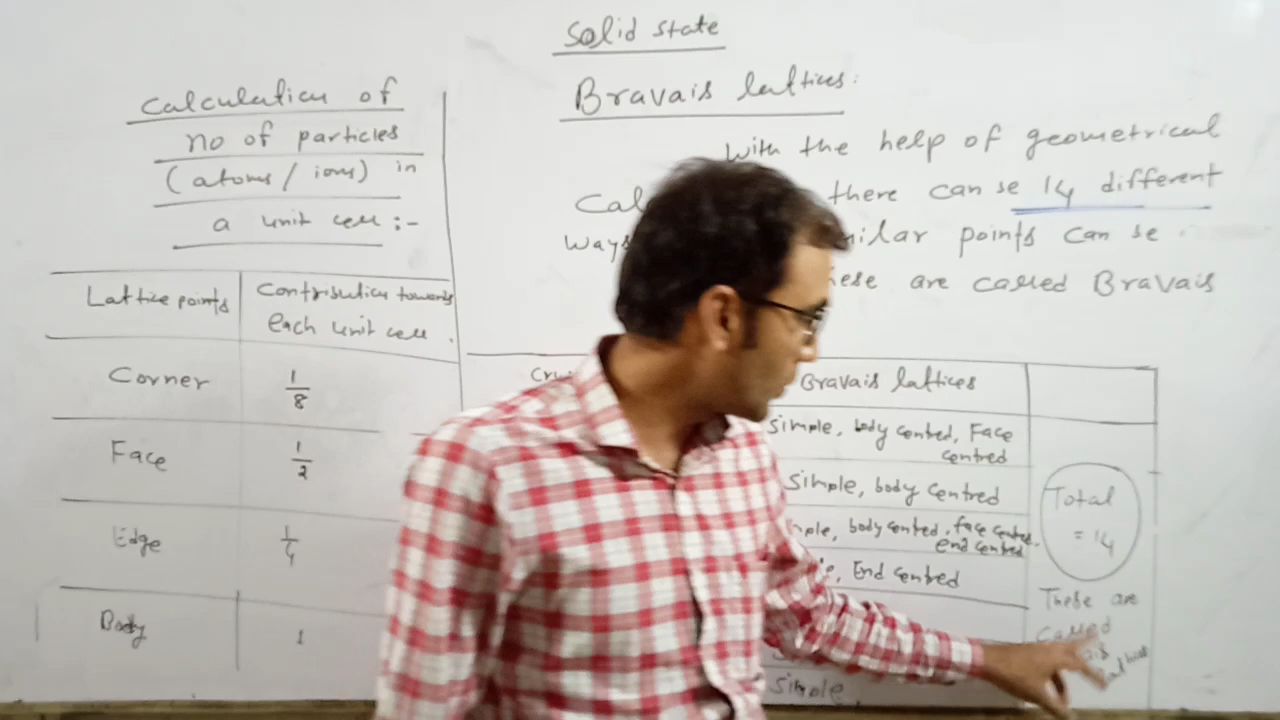 Solid state
Bravais lattices:
With the help of geometrical
Cal there can be 14 different
ways milar points can be
hese are called Bravais
Calculation of
no of particles
(atoms / ions) in
a unit cell :-
Lattice points
Contribution towards
each unit cell.
Corner
1/8
Face
1/2
Edge
1/4
Body
1
Bravais lattices
Simple, body centred, Face
centred
Simple, body centred
mple, body centred, face centred,
end centred
End centred
Simple
Total
= 14
These are
Called